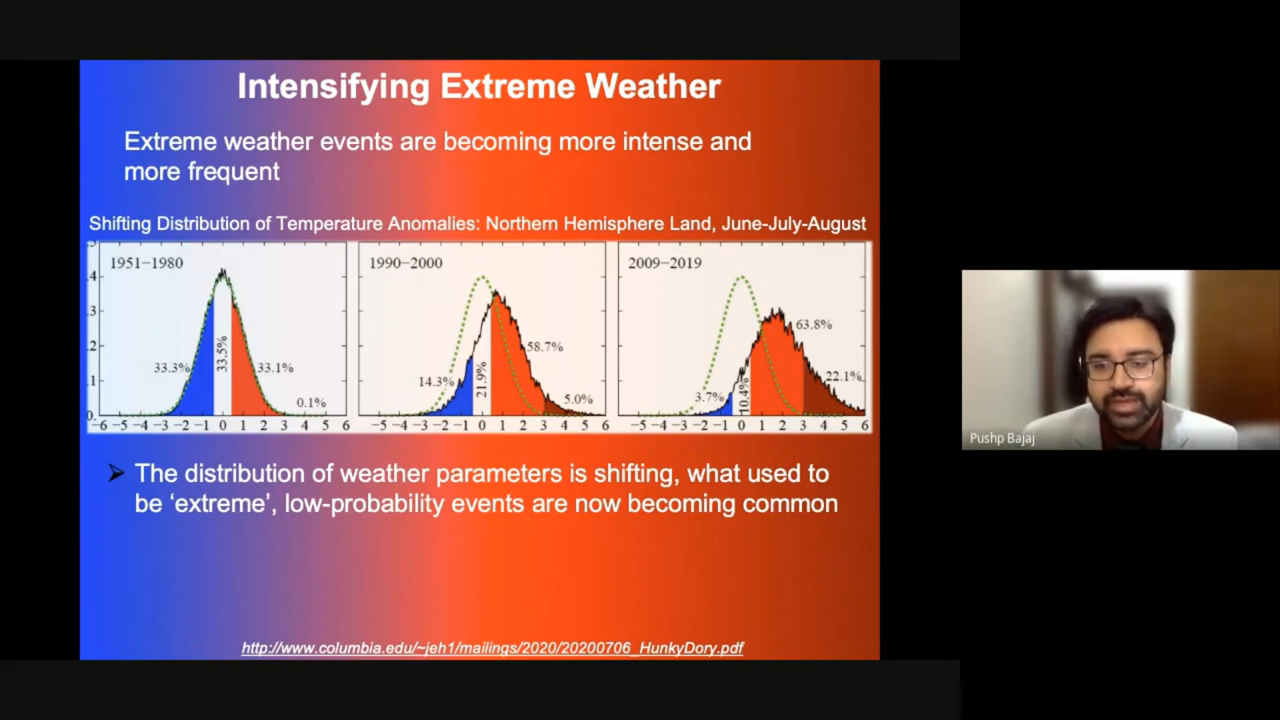 Intensifying Extreme Weather
Extreme weather events are becoming more intense and
more frequent
Shifting Distribution of Temperature Anomalies: Northern Hemisphere Land, June-July-August
1951−1980
1990−2000
2009−2019
.4
.3
.2
.1
0.
33.3%
33.5%
33.1%
0.1%
14.3%
21.9%
58.7%
5.0%
3.7%
10.4%
63.8%
22.1%
−6 −5 −4 −3 −2 −1 0 1 2 3 4 5 6
−5 −4 −3 −2 −1 0 1 2 3 4 5 6
−5 −4 −3 −2 −1 0 1 2 3 4 5 6
➢ The distribution of weather parameters is shifting, what used to
be ‘extreme’, low-probability events are now becoming common
http://www.columbia.edu/~jeh1/mailings/2020/20200706_HunkyDory.pdf
Pushp Bajaj